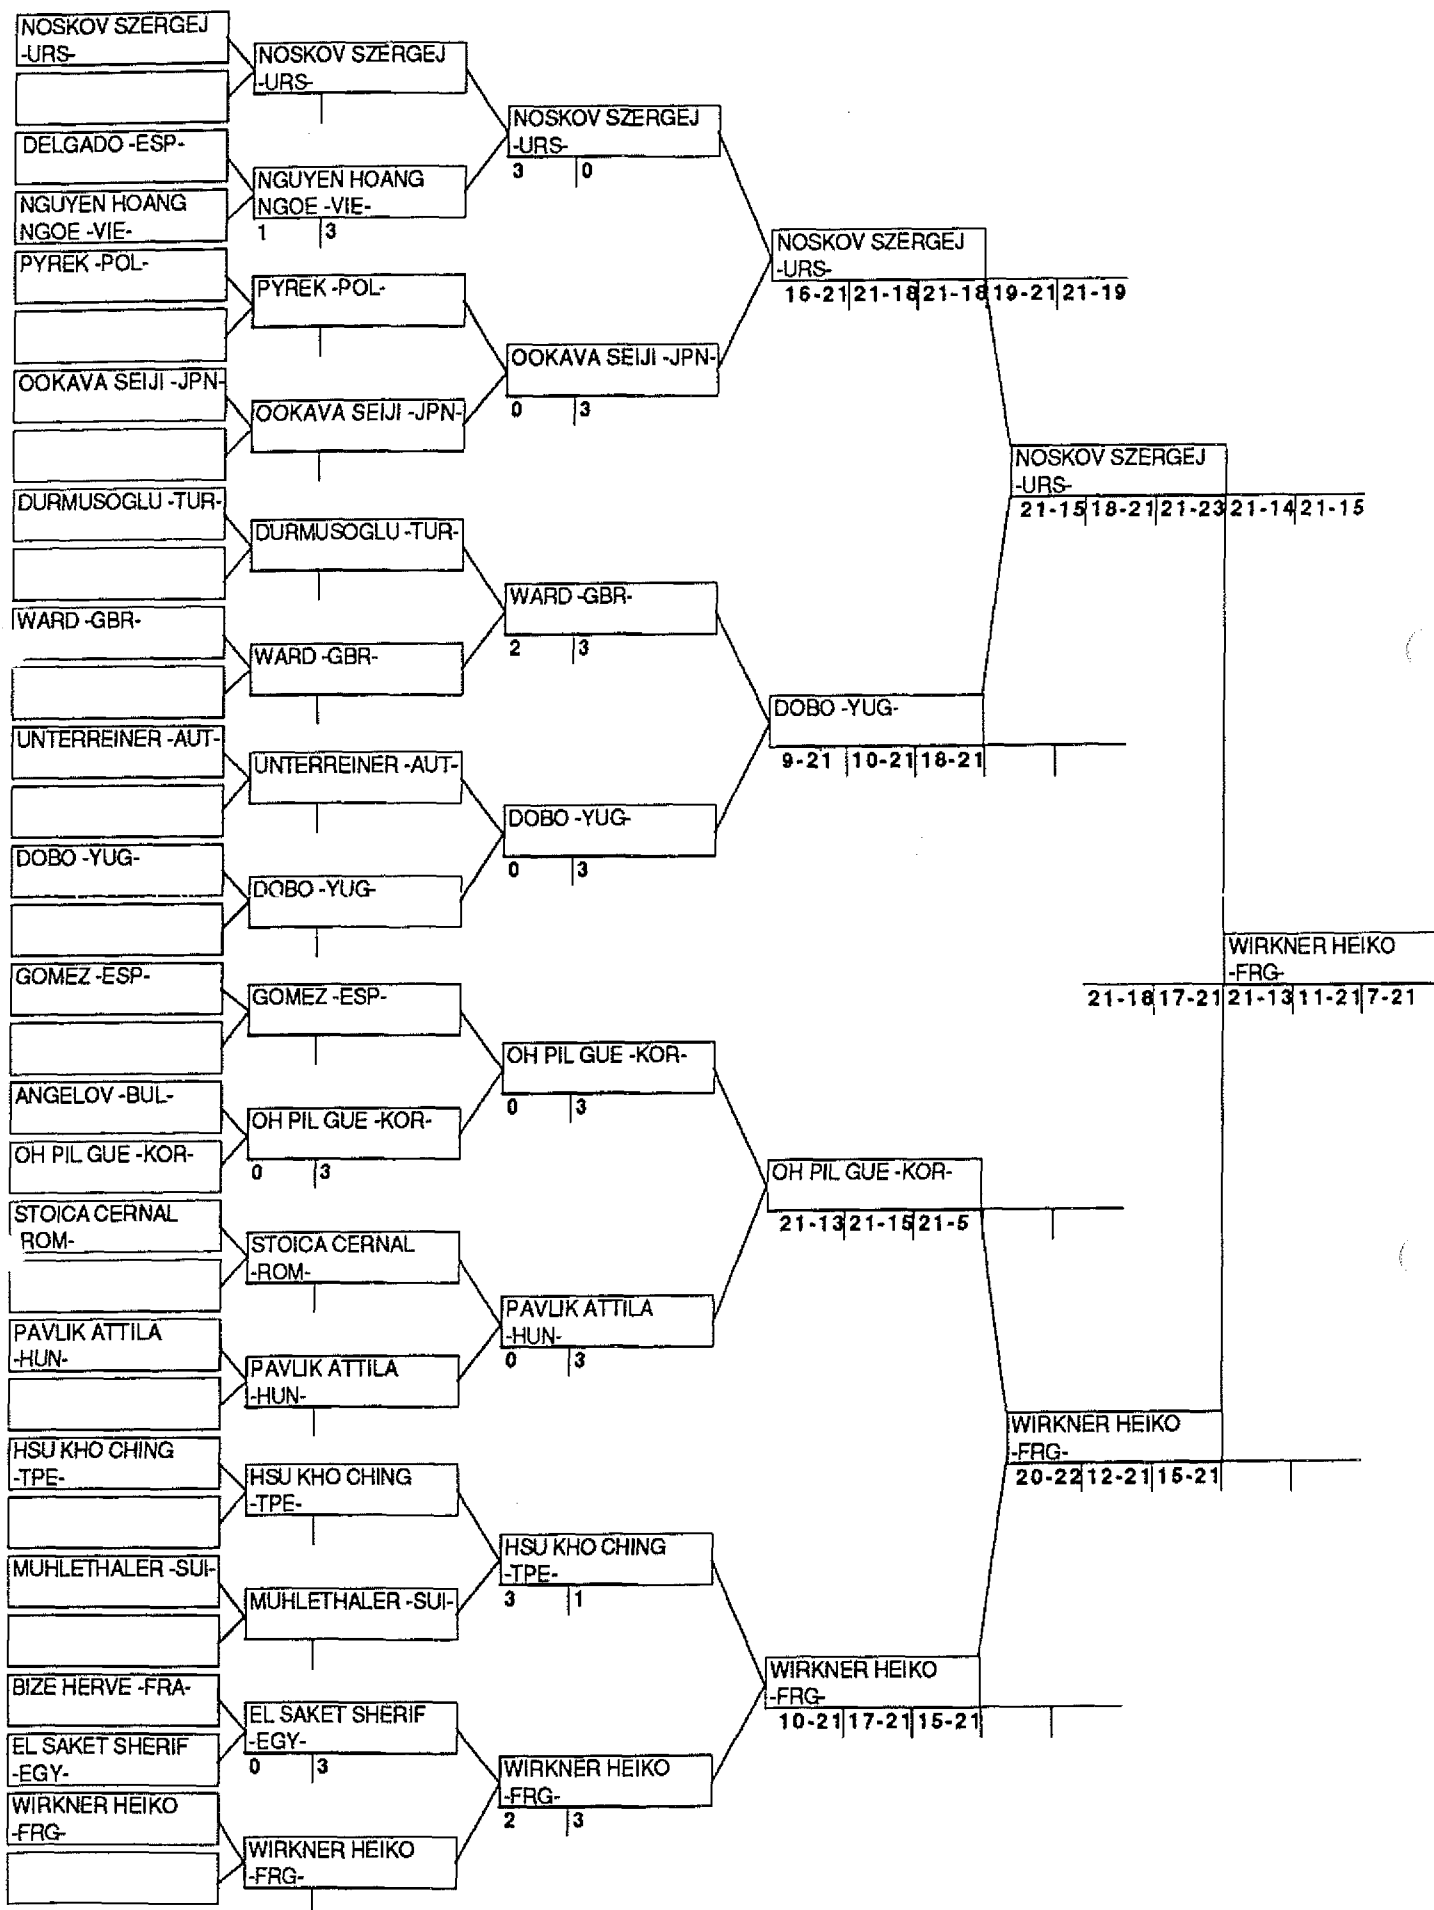 NOSKOV SZERGEJ
-URS-
DELGADO -ESP-
NGUYEN HOANG
NGOE -VIE-
PYREK -POL-
OOKAVA SEIJI -JPN-
DURMUSOGLU -TUR-
WARD -GBR-
UNTERREINER -AUT-
DOBO -YUG-
GOMEZ -ESP-
ANGELOV -BUL-
OH PIL GUE -KOR-
STOICA CERNAL
ROM-
PAVLIK ATTILA
-HUN-
HSU KHO CHING
-TPE-
MUHLETHALER -SUI-
BIZE HERVE -FRA-
EL SAKET SHERIF
-EGY-
WIRKNER HEIKO
-FRG-
NOSKOV SZERGEJ
-URS-
NGUYEN HOANG
NGOE -VIE-
1 3
PYREK -POL-
OOKAVA SEIJI -JPN-
DURMUSOGLU -TUR-
WARD -GBR-
UNTERREINER -AUT-
DOBO -YUG-
GOMEZ -ESP-
OH PIL GUE -KOR-
0 3
STOICA CERNAL
-ROM-
PAVLIK ATTILA
-HUN-
HSU KHO CHING
-TPE-
MUHLETHALER -SUI-
EL SAKET SHERIF
-EGY-
0 3
WIRKNER HEIKO
-FRG-
NOSKOV SZERGEJ
-URS-
3 0
OOKAVA SEIJI -JPN-
0 3
WARD -GBR-
2 3
DOBO -YUG-
0 3
OH PIL GUE -KOR-
0 3
PAVLIK ATTILA
-HUN-
0 3
HSU KHO CHING
-TPE-
3 1
WIRKNER HEIKO
-FRG-
2 3
NOSKOV SZERGEJ
-URS-
16-21 21-18 21-18 19-21 21-19
DOBO -YUG-
9-21 10-21 18-21
OH PIL GUE -KOR-
21-13 21-15 21-5
WIRKNER HEIKO
-FRG-
10-21 17-21 15-21
NOSKOV SZERGEJ
-URS-
21-15 18-21 21-23 21-14 21-15
WIRKNER HEIKO
-FRG-
20-22 12-21 15-21
WIRKNER HEIKO
-FRG-
21-18 17-21 21-13 11-21 7-21